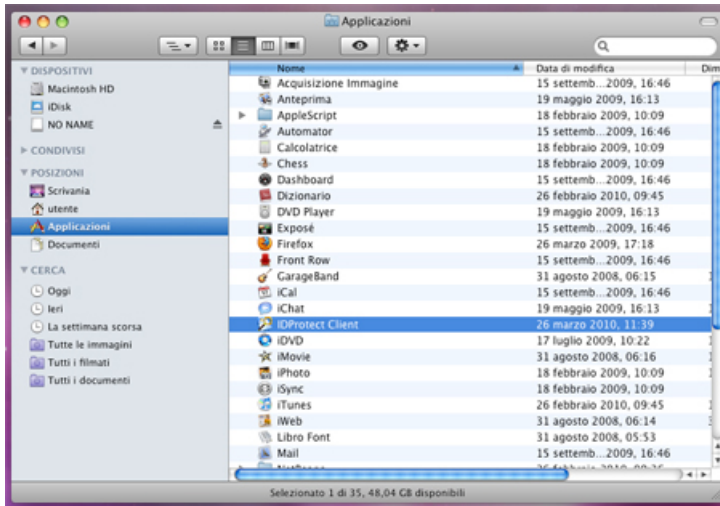 Applicazioni
DISPOSITIVI
Macintosh HD
iDisk
NO NAME
CONDIVISI
POSIZIONI
Scrivania
utente
Applicazioni
Documenti
CERCA
Oggi
Ieri
La settimana scorsa
Tutte le immagini
Tutti i filmati
Tutti i documenti
Nome Data di modifica Dim
Acquisizione Immagine 15 settemb...2009, 16:46
Anteprima 19 maggio 2009, 16:13
AppleScript 18 febbraio 2009, 10:09
Automator 15 settemb...2009, 16:46
Calcolatrice 18 febbraio 2009, 10:09
Chess 18 febbraio 2009, 10:09
Dashboard 15 settemb...2009, 16:46
Dizionario 26 febbraio 2010, 09:45
DVD Player 19 maggio 2009, 16:13
Exposé 15 settemb...2009, 16:46
Firefox 26 marzo 2009, 17:18
Front Row 15 settemb...2009, 16:46
GarageBand 31 agosto 2008, 06:15
iCal 15 settemb...2009, 16:46
iChat 19 maggio 2009, 16:13
IDProtect Client 26 marzo 2010, 11:39
iDVD 17 luglio 2009, 10:22
iMovie 31 agosto 2008, 06:16
iPhoto 18 febbraio 2009, 10:09
iSync 18 febbraio 2009, 10:09
iTunes 26 febbraio 2010, 09:45
iWeb 31 agosto 2008, 06:14
Libro Font 31 agosto 2008, 05:53
Mail 15 settemb...2009, 16:46
Selezionato 1 di 35, 48,04 GB disponibili